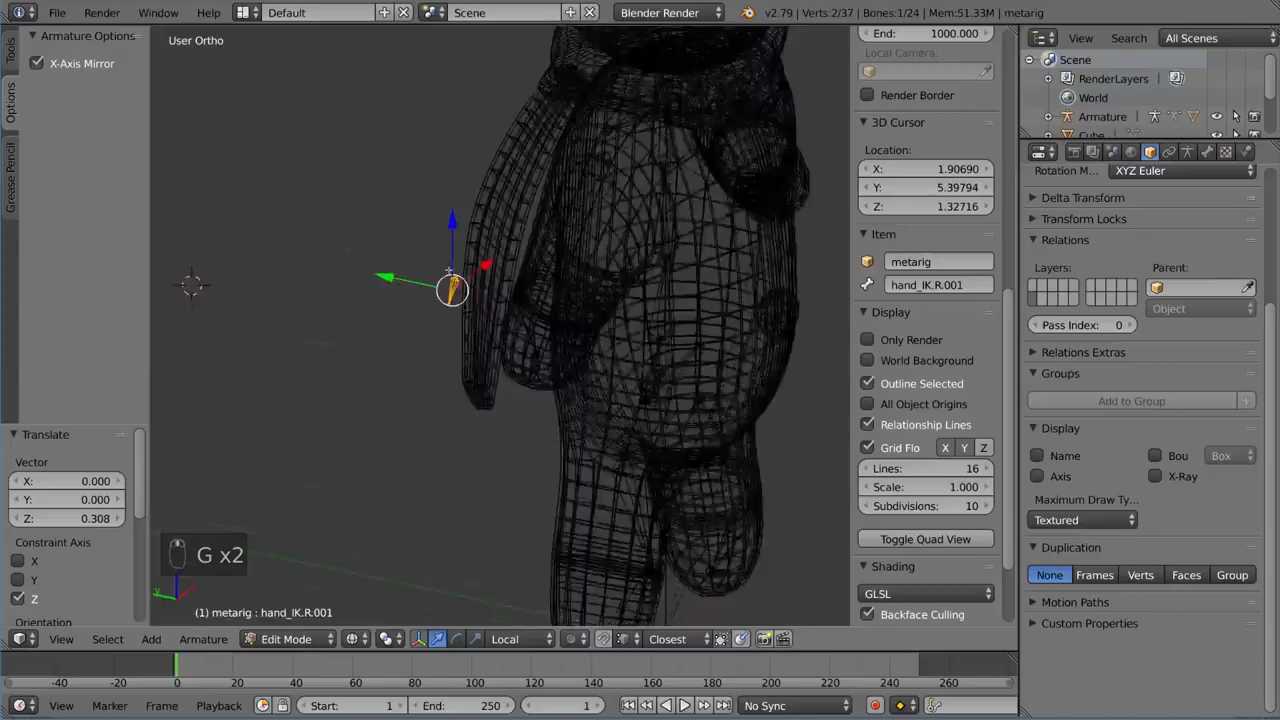 File Render Window Help Default Scene Blender Render v2.79 | Verts:2/37 | Bones:1/24 | Mem:51.33M | metarig
Tools
Options
Grease Pencil
Armature Options
X-Axis Mirror
User Ortho
End: 1000.000
Local Camera:
Render Border
3D Cursor
Location:
X: 1.90690
Y: 5.39794
Z: 1.32716
Item
metarig
hand_IK.R.001
Display
Only Render
World Background
Outline Selected
All Object Origins
Relationship Lines
Grid Flo X Y Z
Lines: 16
Scale: 1.000
Subdivisions: 10
Toggle Quad View
Shading
GLSL
Backface Culling
View Search All Scenes
Scene
RenderLayers
World
Armature
Cube
Rotation M... XYZ Euler
Delta Transform
Transform Locks
Relations
Layers: Parent:
Object
Pass Index: 0
Relations Extras
Groups
Add to Group
Display
Name Bou Box
Axis X-Ray
Maximum Draw Ty...
Textured
Duplication
None Frames Verts Faces Group
Motion Paths
Custom Properties
Translate
Vector
X: 0.000
Y: 0.000
Z: 0.308
Constraint Axis
X
Y
Z
Orientation
G x2
y
(1) metarig : hand_IK.R.001
View Select Add Armature Edit Mode Local Closest
-40 -20 0 20 40 60 80 100 120 140 160 180 200 220 240 260
View Marker Frame Playback Start: 1 End: 250 1 No Sync